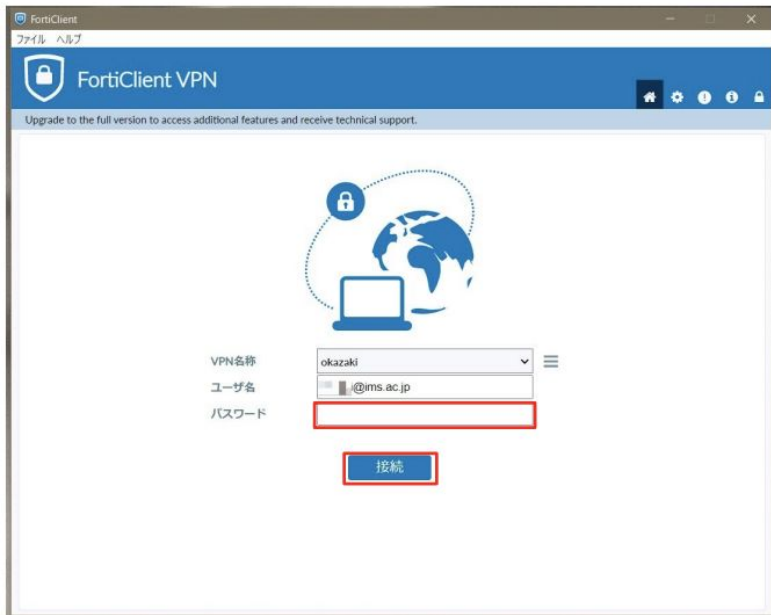 FortiClient
ファイル ヘルプ
FortiClient VPN
Upgrade to the full version to access additional features and receive technical support.
VPN名称 okazaki
ユーザ名 @ims.ac.jp
パスワード
接続